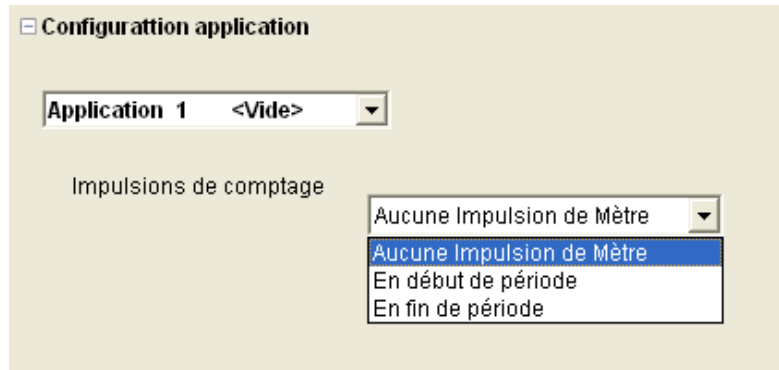 Configurattion application
Application 1 <Vide>
Impulsions de comptage
Aucune Impulsion de Mètre
Aucune Impulsion de Mètre
En début de période
En fin de période